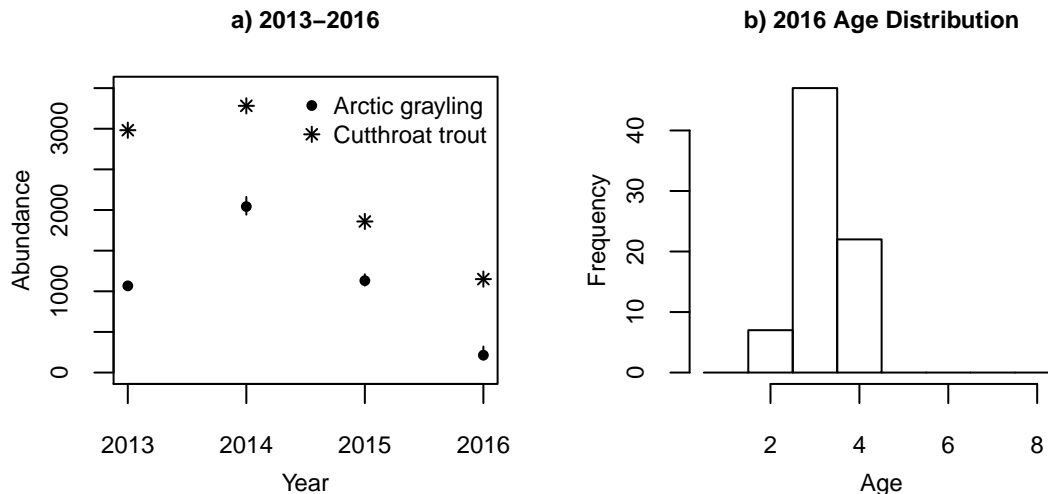 a) 2013–2016
Abundance
3000
2000
1000
0
Arctic grayling
Cutthroat trout
2013 2014 2015 2016
Year
b) 2016 Age Distribution
Frequency
40
30
20
10
0
2 4 6 8
Age